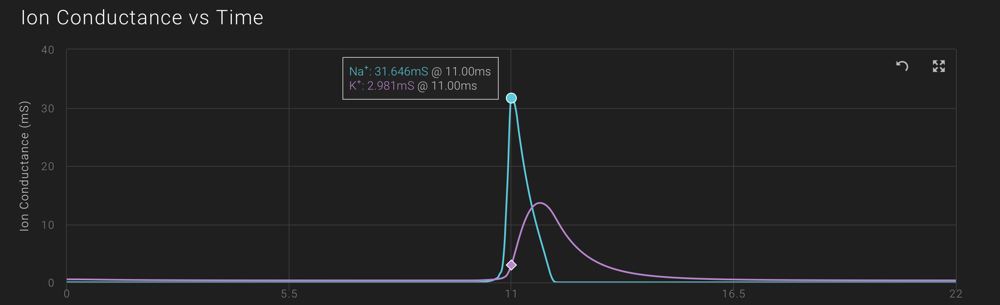 Ion Conductance vs Time
40
Na⁺: 31.646mS @ 11.00ms
K⁺: 2.981mS @ 11.00ms
Ion Conductance (mS)
30
20
10
0
0 5.5 11 16.5 22